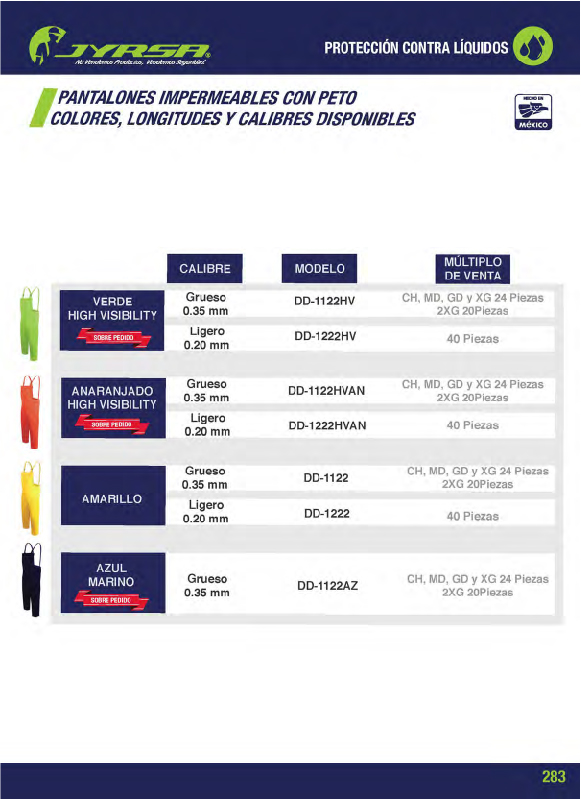 JYRSA®
No Vendemos Productos, Vendemos Seguridad
PROTECCIÓN CONTRA LÍQUIDOS
PANTALONES IMPERMEABLES CON PETO
COLORES, LONGITUDES Y CALIBRES DISPONIBLES
HECHO EN
MÉXICO
CALIBRE
MODELO
MÚLTIPLO
DE VENTA
VERDE
HIGH VISIBILITY
SOBRE PEDIDO
Grueso
0.35 mm
DD-1122HV
CH, MD, GD y XG 24 Piezas
2XG 20Piezas
Ligero
0.20 mm
DD-1222HV
40 Piezas
ANARANJADO
HIGH VISIBILITY
SOBRE PEDIDO
Grueso
0.35 mm
DD-1122HVAN
CH, MD, GD y XG 24 Piezas
2XG 20Piezas
Ligero
0.20 mm
DD-1222HVAN
40 Piezas
AMARILLO
Grueso
0.35 mm
DD-1122
CH, MD, GD y XG 24 Piezas
2XG 20Piezas
Ligero
0.20 mm
DD-1222
40 Piezas
AZUL
MARINO
SOBRE PEDIDO
Grueso
0.35 mm
DD-1122AZ
CH, MD, GD y XG 24 Piezas
2XG 20Piezas
283